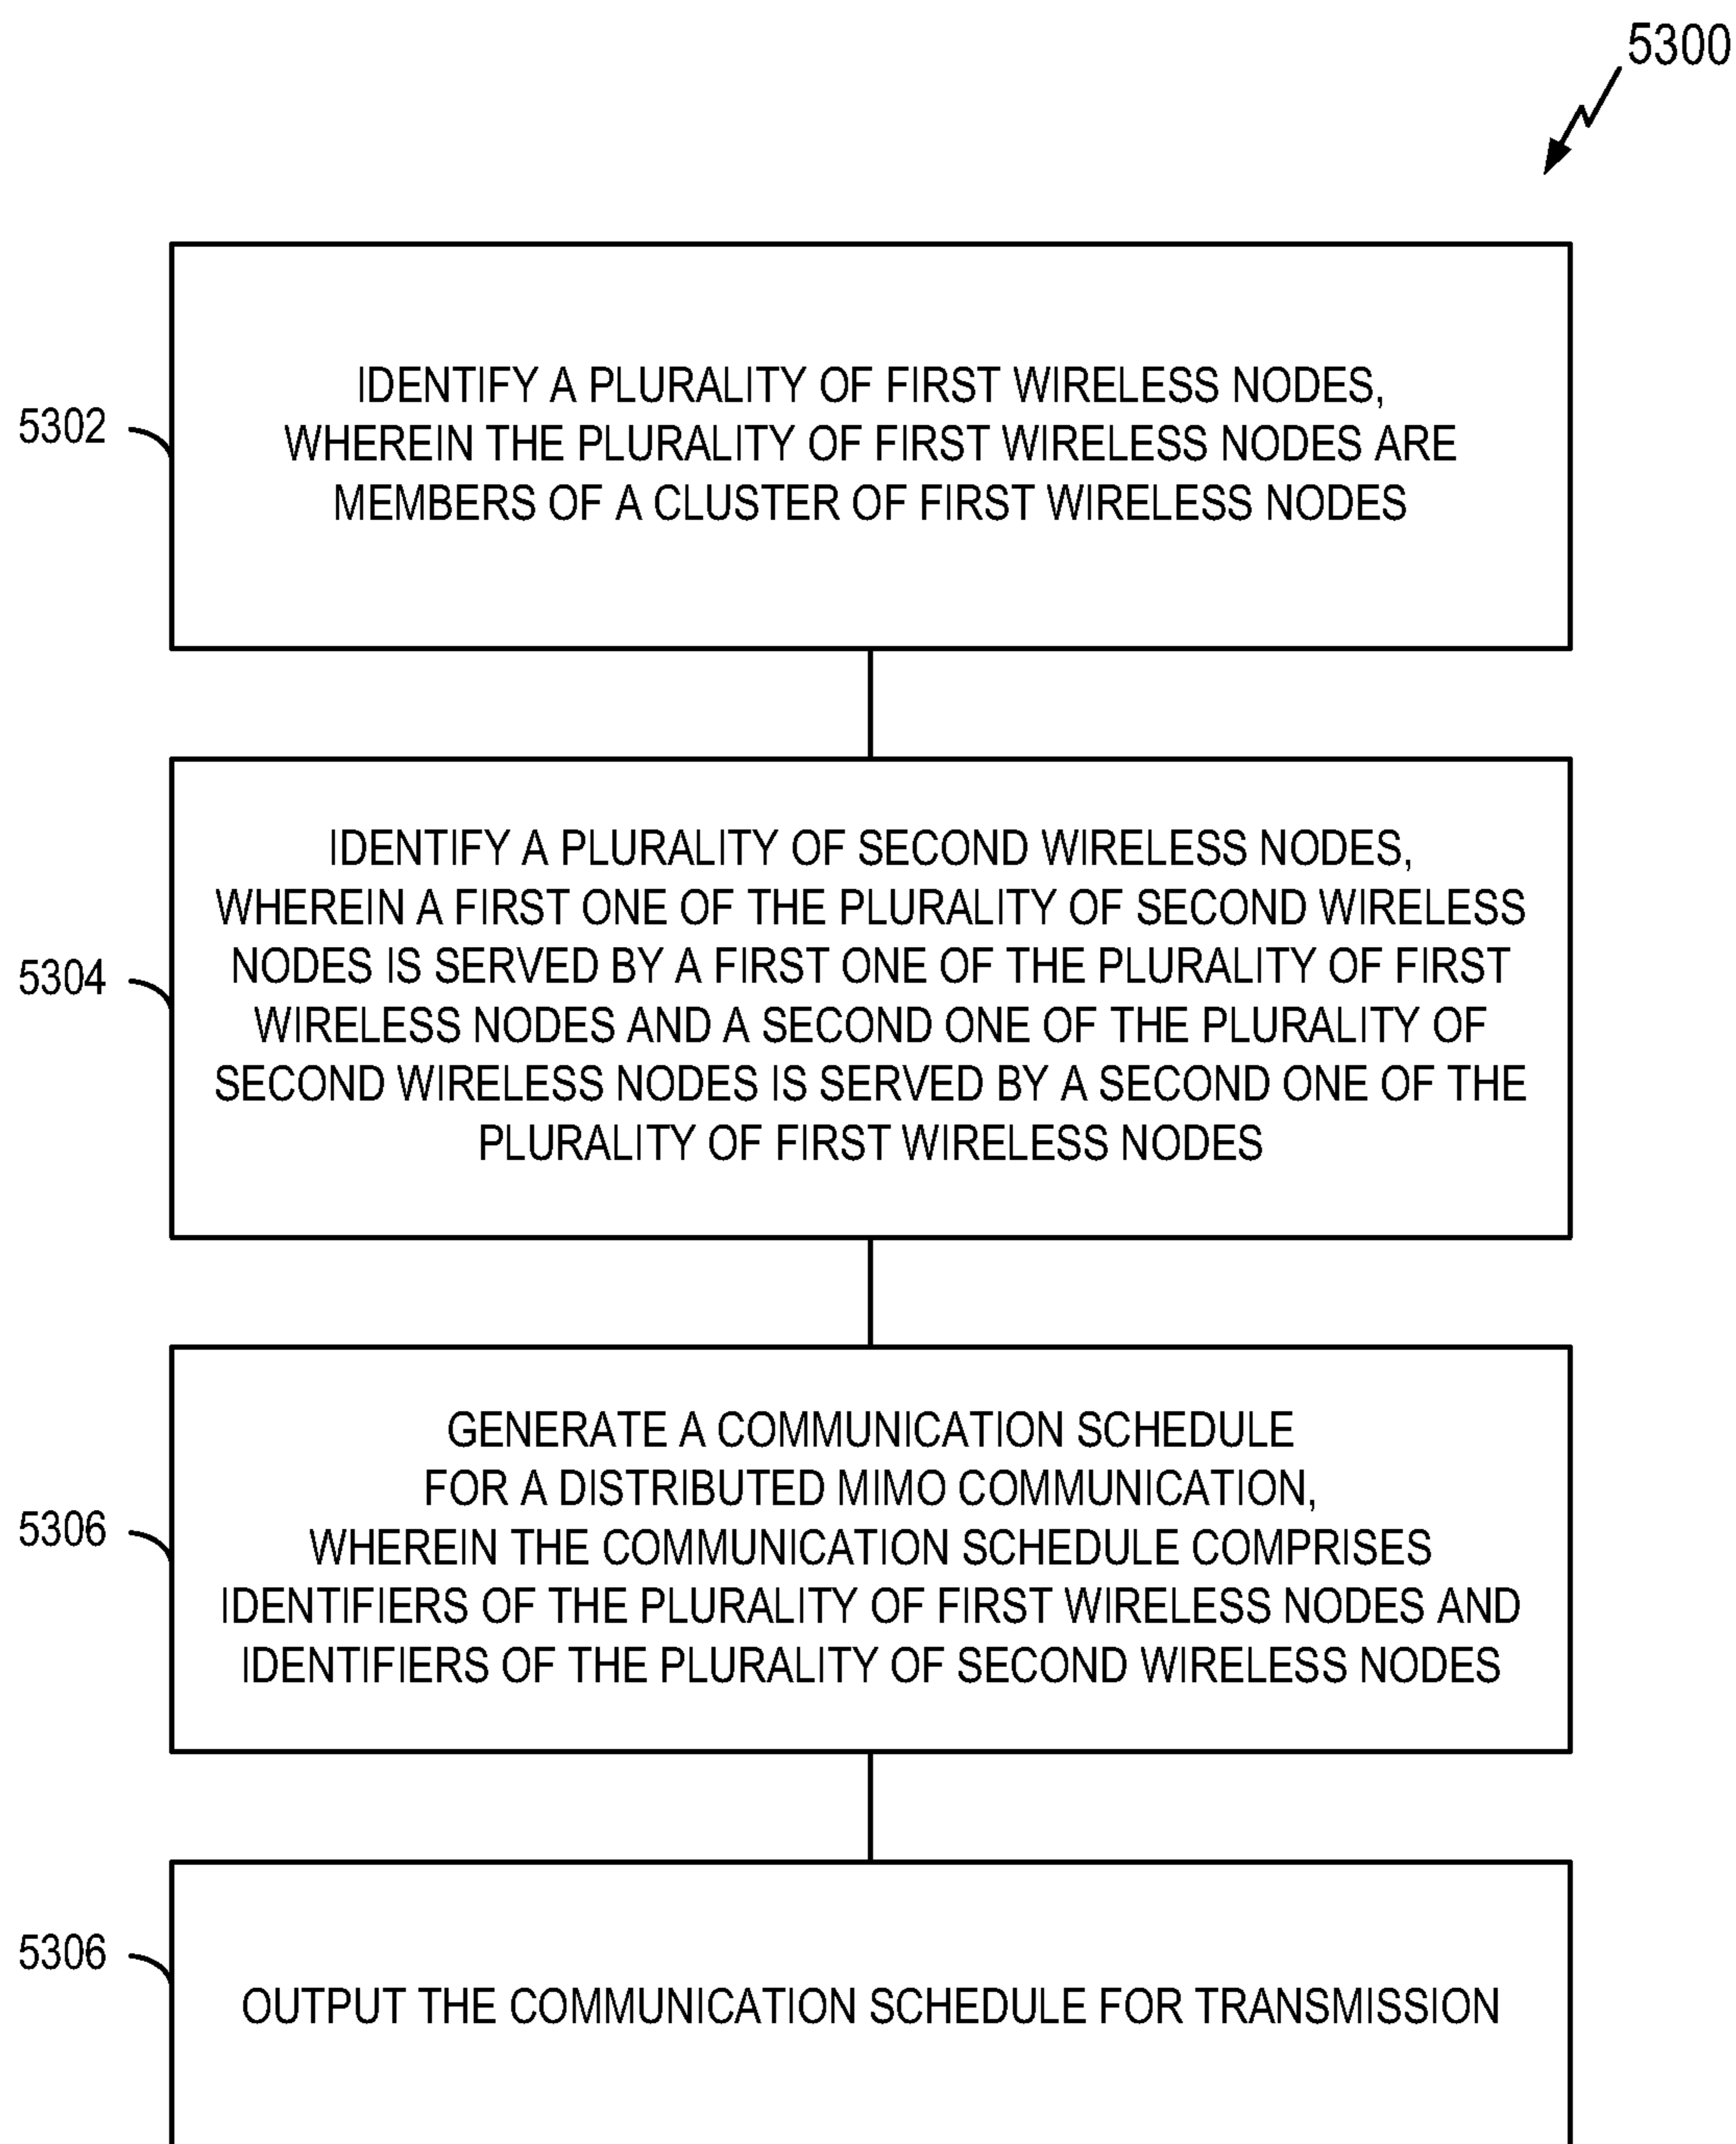 5300
5302
IDENTIFY A PLURALITY OF FIRST WIRELESS NODES,
WHEREIN THE PLURALITY OF FIRST WIRELESS NODES ARE
MEMBERS OF A CLUSTER OF FIRST WIRELESS NODES
5304
IDENTIFY A PLURALITY OF SECOND WIRELESS NODES,
WHEREIN A FIRST ONE OF THE PLURALITY OF SECOND WIRELESS
NODES IS SERVED BY A FIRST ONE OF THE PLURALITY OF FIRST
WIRELESS NODES AND A SECOND ONE OF THE PLURALITY OF
SECOND WIRELESS NODES IS SERVED BY A SECOND ONE OF THE
PLURALITY OF FIRST WIRELESS NODES
5306
GENERATE A COMMUNICATION SCHEDULE
FOR A DISTRIBUTED MIMO COMMUNICATION,
WHEREIN THE COMMUNICATION SCHEDULE COMPRISES
IDENTIFIERS OF THE PLURALITY OF FIRST WIRELESS NODES AND
IDENTIFIERS OF THE PLURALITY OF SECOND WIRELESS NODES
5306
OUTPUT THE COMMUNICATION SCHEDULE FOR TRANSMISSION